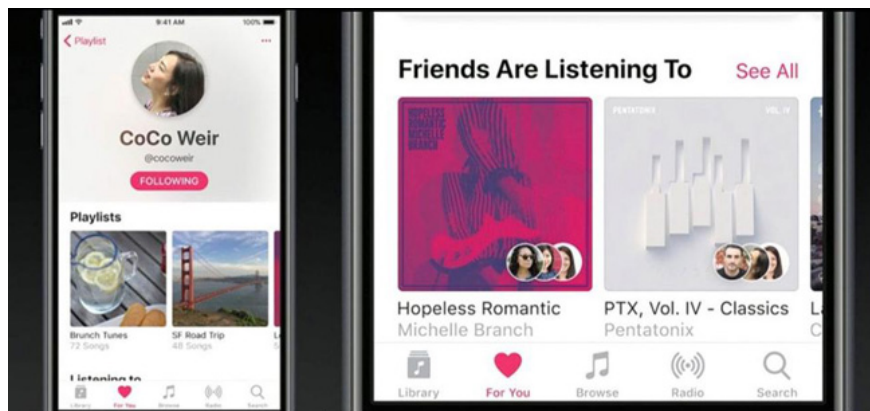 9:41 AM
100%
Playlist
CoCo Weir
@cocoweir
FOLLOWING
Playlists
Brunch Tunes
72 Songs
SF Road Trip
48 Songs
Listening to
Library
For You
Browse
Radio
Search
Friends Are Listening To
See All
HOPELESS
ROMANTIC
MICHELLE
BRANCH
PENTATONIX
VOL. IV
Hopeless Romantic
Michelle Branch
PTX, Vol. IV - Classics
Pentatonix
Library
For You
Browse
Radio
Search